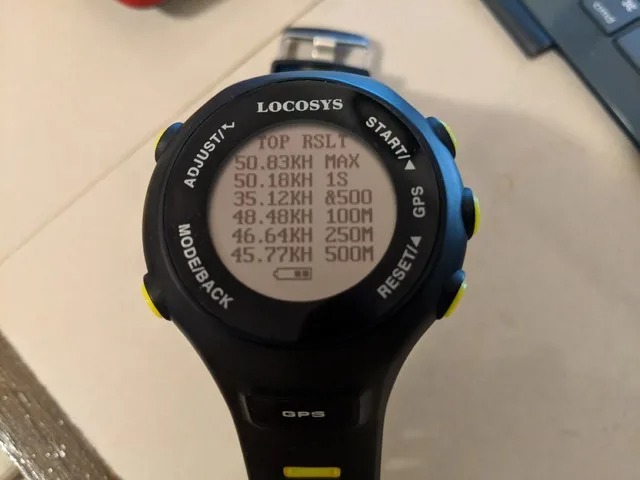 LOCOSYS
ADJUST/↖
START/▲
TOP RSLT
50.83KH MAX
50.18KH 1S
35.12KH &500
48.48KH 100M
46.64KH 250M
45.77KH 500M
GPS
MODE/BACK
RESET/▲
GPS
cmd